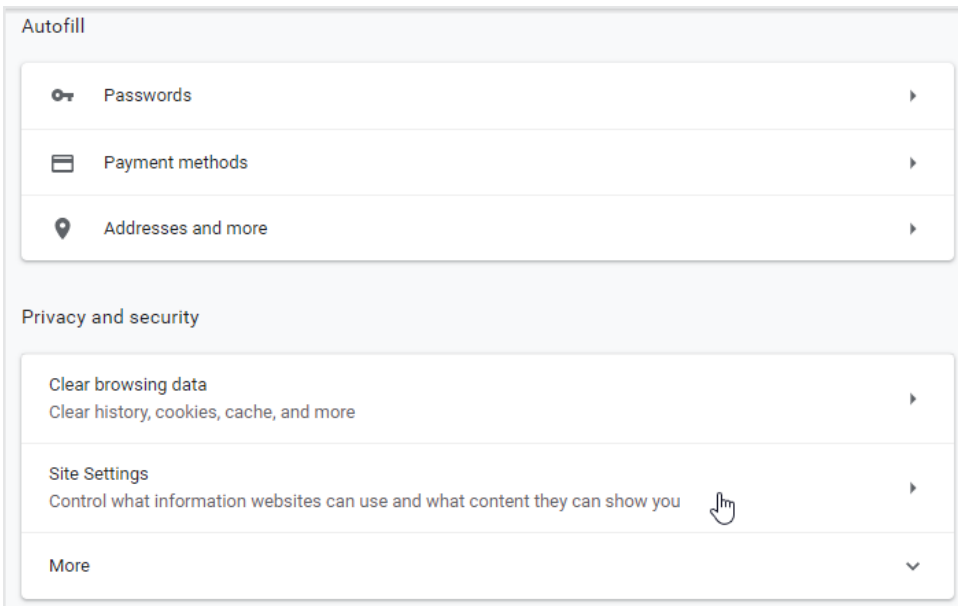 Autofill
Passwords
Payment methods
Addresses and more
Privacy and security
Clear browsing data
Clear history, cookies, cache, and more
Site Settings
Control what information websites can use and what content they can show you
More